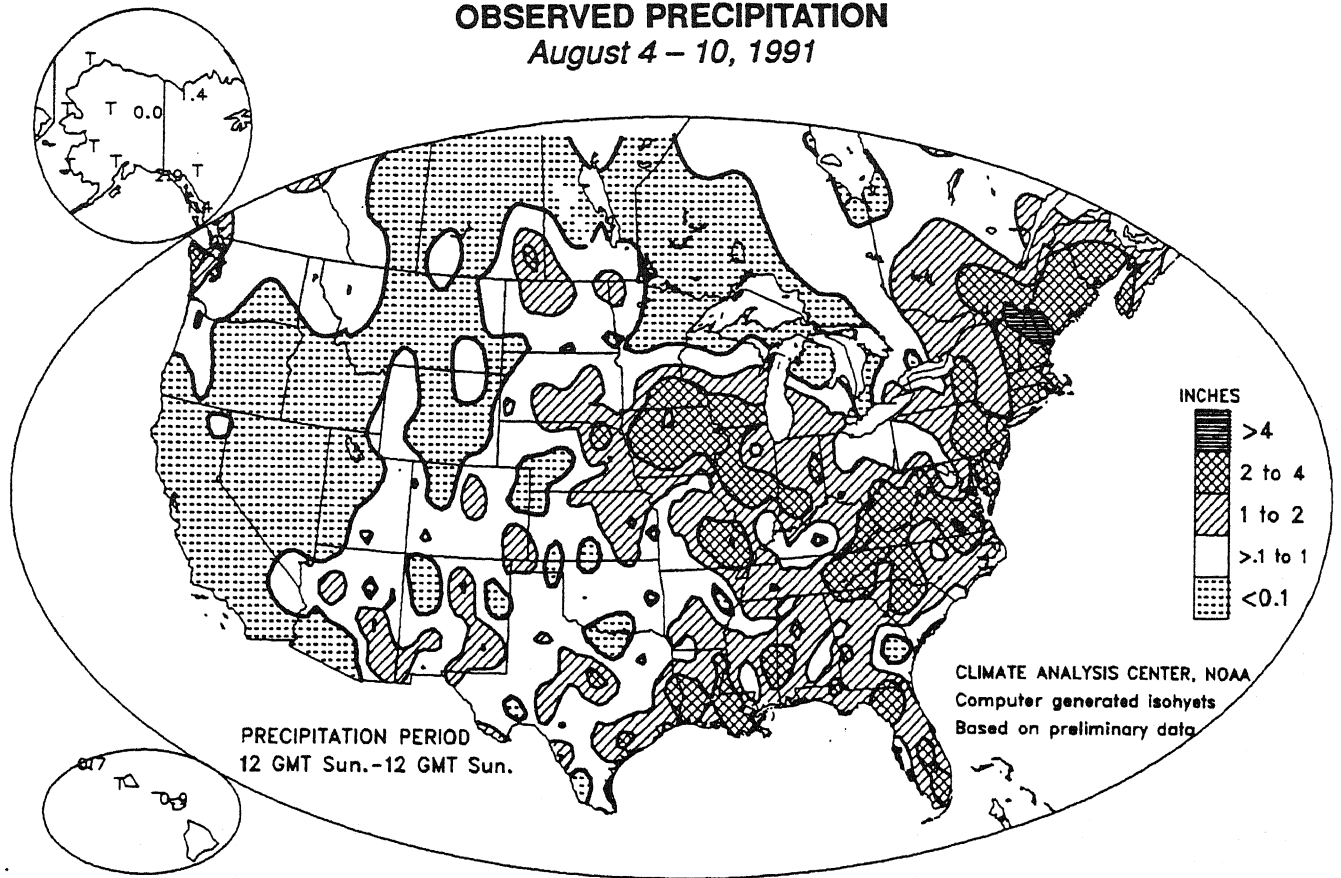 OBSERVED PRECIPITATION
August 4 – 10, 1991
T
T
T 0.0
T
T
T
INCHES
>4
2 to 4
1 to 2
>.1 to 1
<0.1
CLIMATE ANALYSIS CENTER, NOAA
Computer generated isohyets
Based on preliminary data
PRECIPITATION PERIOD
12 GMT Sun.-12 GMT Sun.
T